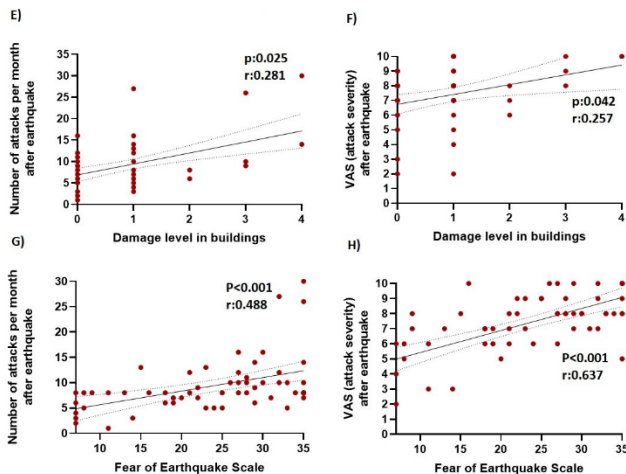 E)
Number of attacks per month
after earthquake
35
30
25
20
15
10
5
0
p:0.025
r:0.281
0 1 2 3 4
Damage level in buildings
F)
VAS (attack severity)
after earthquake
10
9
8
7
6
5
4
3
2
1
0
p:0.042
r:0.257
0 1 2 3 4
Damage level in buildings
G)
Number of attacks per month
after earthquake
30
25
20
15
10
5
0
P<0.001
r:0.488
10 15 20 25 30 35
Fear of Earthquake Scale
H)
VAS (attack severity)
after earthquake
10
9
8
7
6
5
4
3
2
1
0
P<0.001
r:0.637
10 15 20 25 30 35
Fear of Earthquake Scale